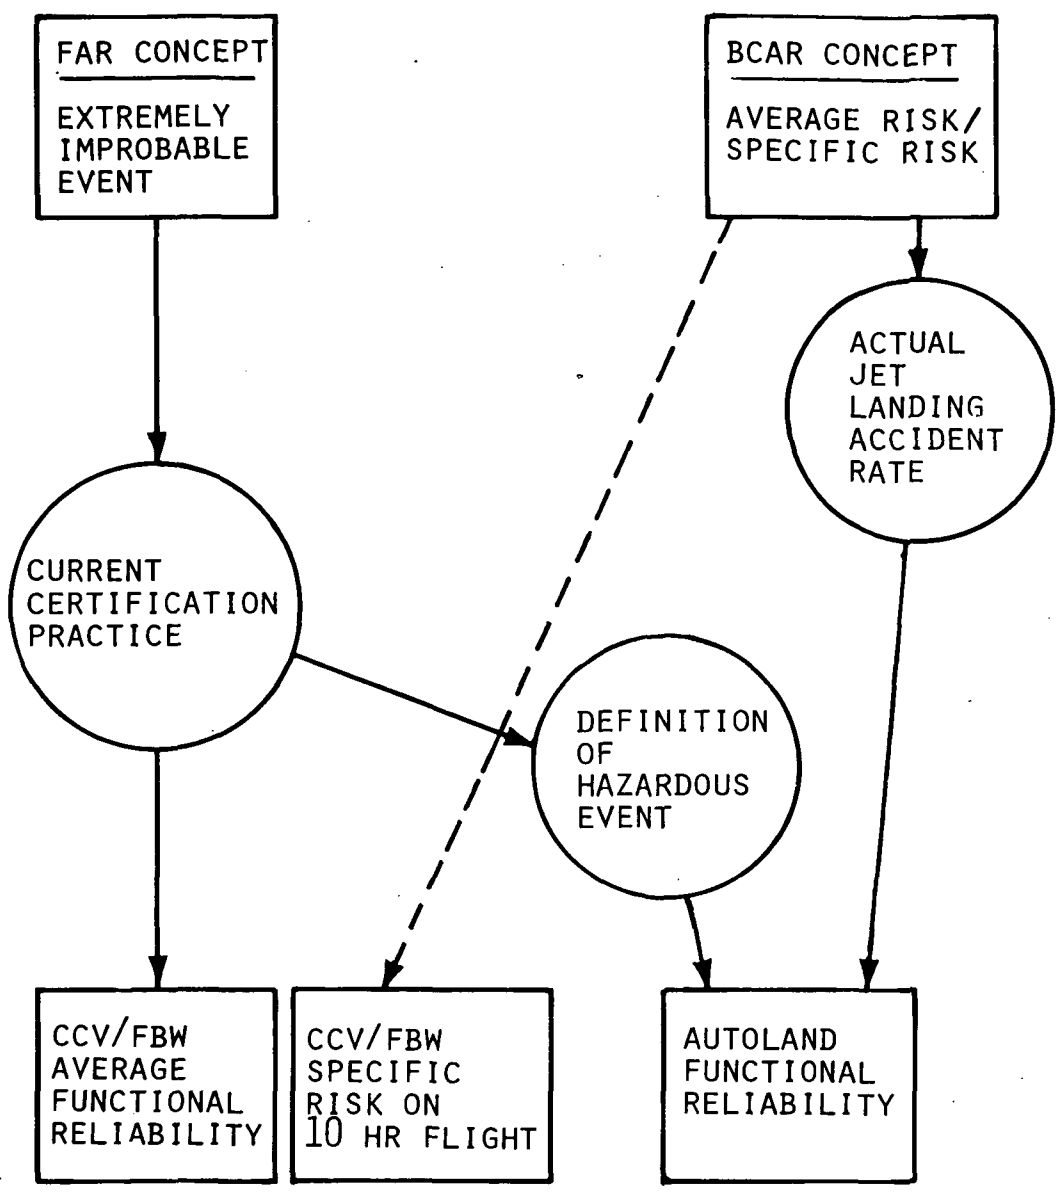 FAR CONCEPT
EXTREMELY
IMPROBABLE
EVENT
BCAR CONCEPT
AVERAGE RISK/
SPECIFIC RISK
ACTUAL
JET
LANDING
ACCIDENT
RATE
CURRENT
CERTIFICATION
PRACTICE
DEFINITION
OF
HAZARDOUS
EVENT
CCV/FBW
AVERAGE
FUNCTIONAL
RELIABILITY
CCV/FBW
SPECIFIC
RISK ON
10 HR FLIGHT
AUTOLAND
FUNCTIONAL
RELIABILITY